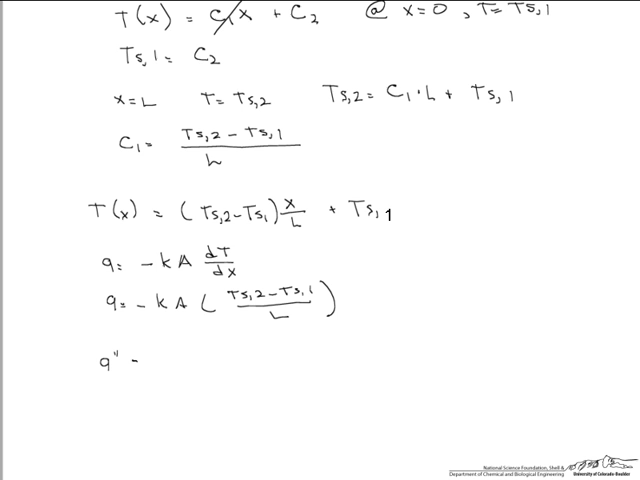 T(x) = C₁x + C₂ @ x=0, T=Ts,1
Ts,1 = C₂
x=L T=Ts,2 Ts,2 = C₁·L + Ts,1
C₁ = (Ts,2 - Ts,1)/L
T(x) = (Ts,2-Ts,1) x/L + Ts,1
q= -kA dT/dx
q= -kA ( (Ts,2-Ts,1)/L )
q" -
National Science Foundation, Shell &
Department of Chemical and Biological Engineering
University of Colorado Boulder